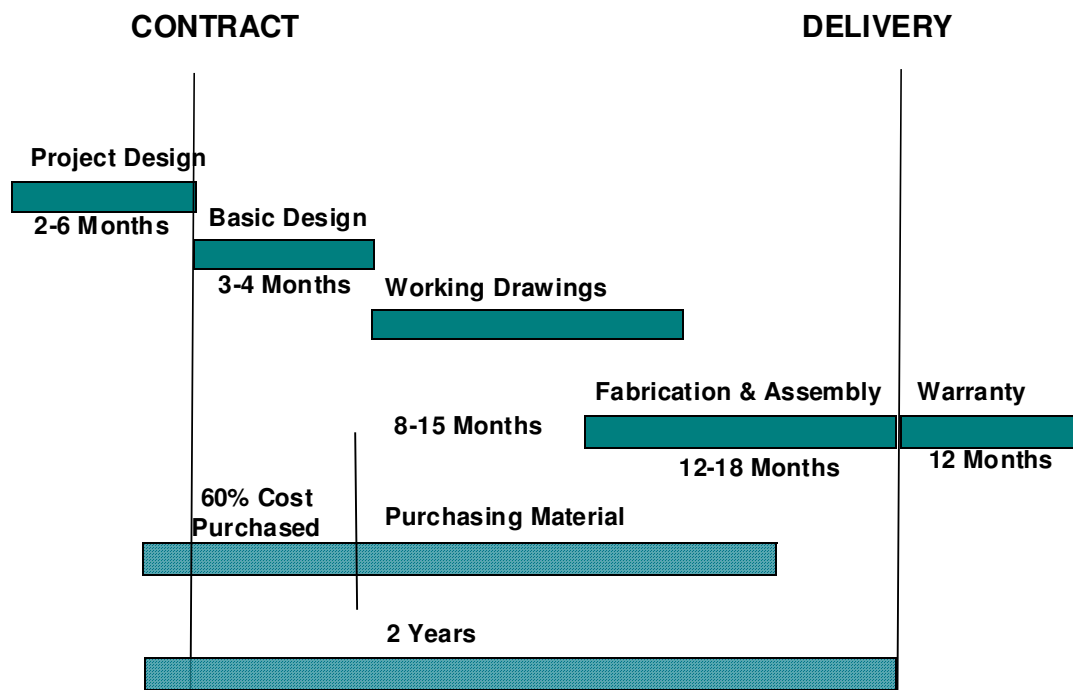 CONTRACT
DELIVERY
Project Design
2-6 Months
Basic Design
3-4 Months
Working Drawings
Fabrication & Assembly
Warranty
8-15 Months
12-18 Months
12 Months
60% Cost
Purchased
Purchasing Material
2 Years